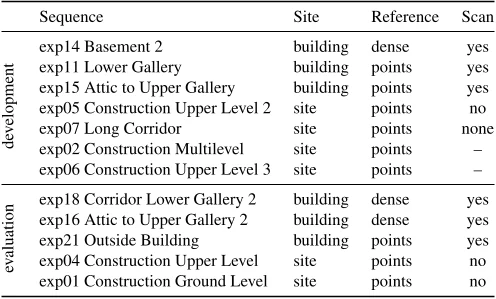 Sequence Site Reference Scan
development
exp14 Basement 2 building dense yes
exp11 Lower Gallery building points yes
exp15 Attic to Upper Gallery building points yes
exp05 Construction Upper Level 2 site points no
exp07 Long Corridor site points none
exp02 Construction Multilevel site points –
exp06 Construction Upper Level 3 site points –
evaluation
exp18 Corridor Lower Gallery 2 building dense yes
exp16 Attic to Upper Gallery 2 building dense yes
exp21 Outside Building building points yes
exp04 Construction Upper Level site points no
exp01 Construction Ground Level site points no